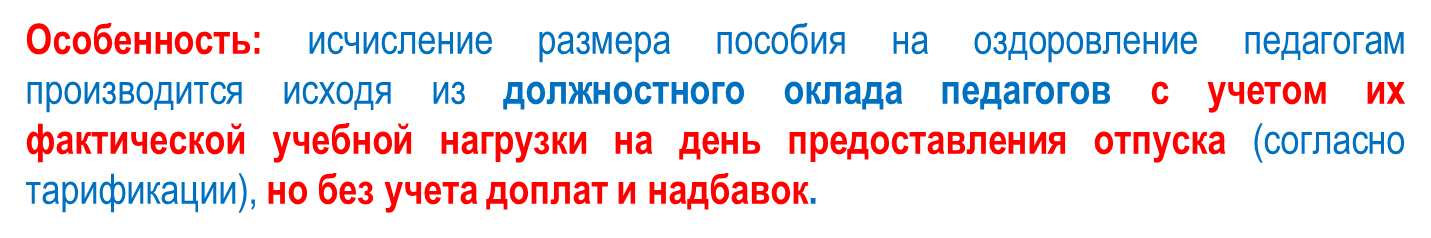 Особенность: исчисление размера пособия на оздоровление педагогам
производится исходя из должностного оклада педагогов с учетом их
фактической учебной нагрузки на день предоставления отпуска (согласно
тарификации), но без учета доплат и надбавок.